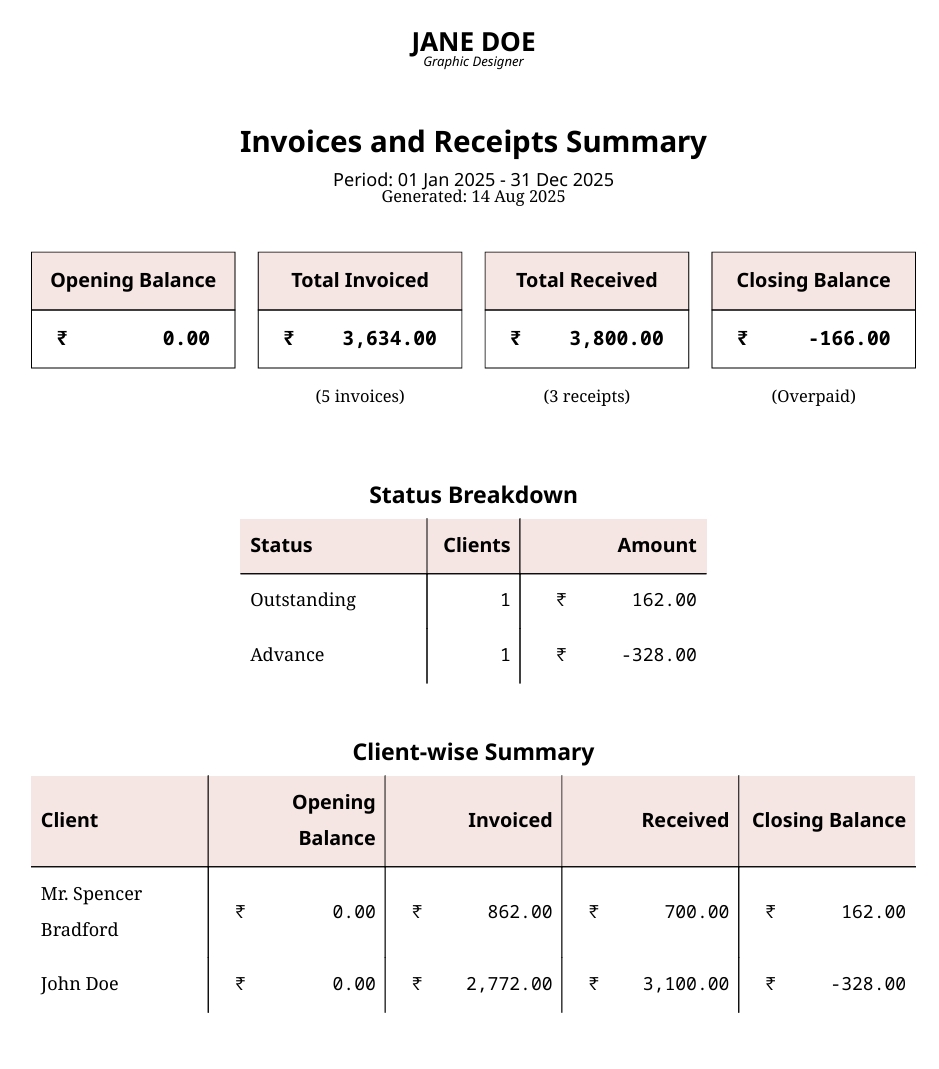 JANE DOE
Graphic Designer
Invoices and Receipts Summary
Period: 01 Jan 2025 - 31 Dec 2025
Generated: 14 Aug 2025
Opening Balance Total Invoiced Total Received Closing Balance
₹ 0.00 ₹ 3,634.00 ₹ 3,800.00 ₹ -166.00
(5 invoices) (3 receipts) (Overpaid)
Status Breakdown
Status Clients Amount
Outstanding 1 ₹ 162.00
Advance 1 ₹ -328.00
Client-wise Summary
Client Opening Balance Invoiced Received Closing Balance
Mr. Spencer Bradford ₹ 0.00 ₹ 862.00 ₹ 700.00 ₹ 162.00
John Doe ₹ 0.00 ₹ 2,772.00 ₹ 3,100.00 ₹ -328.00